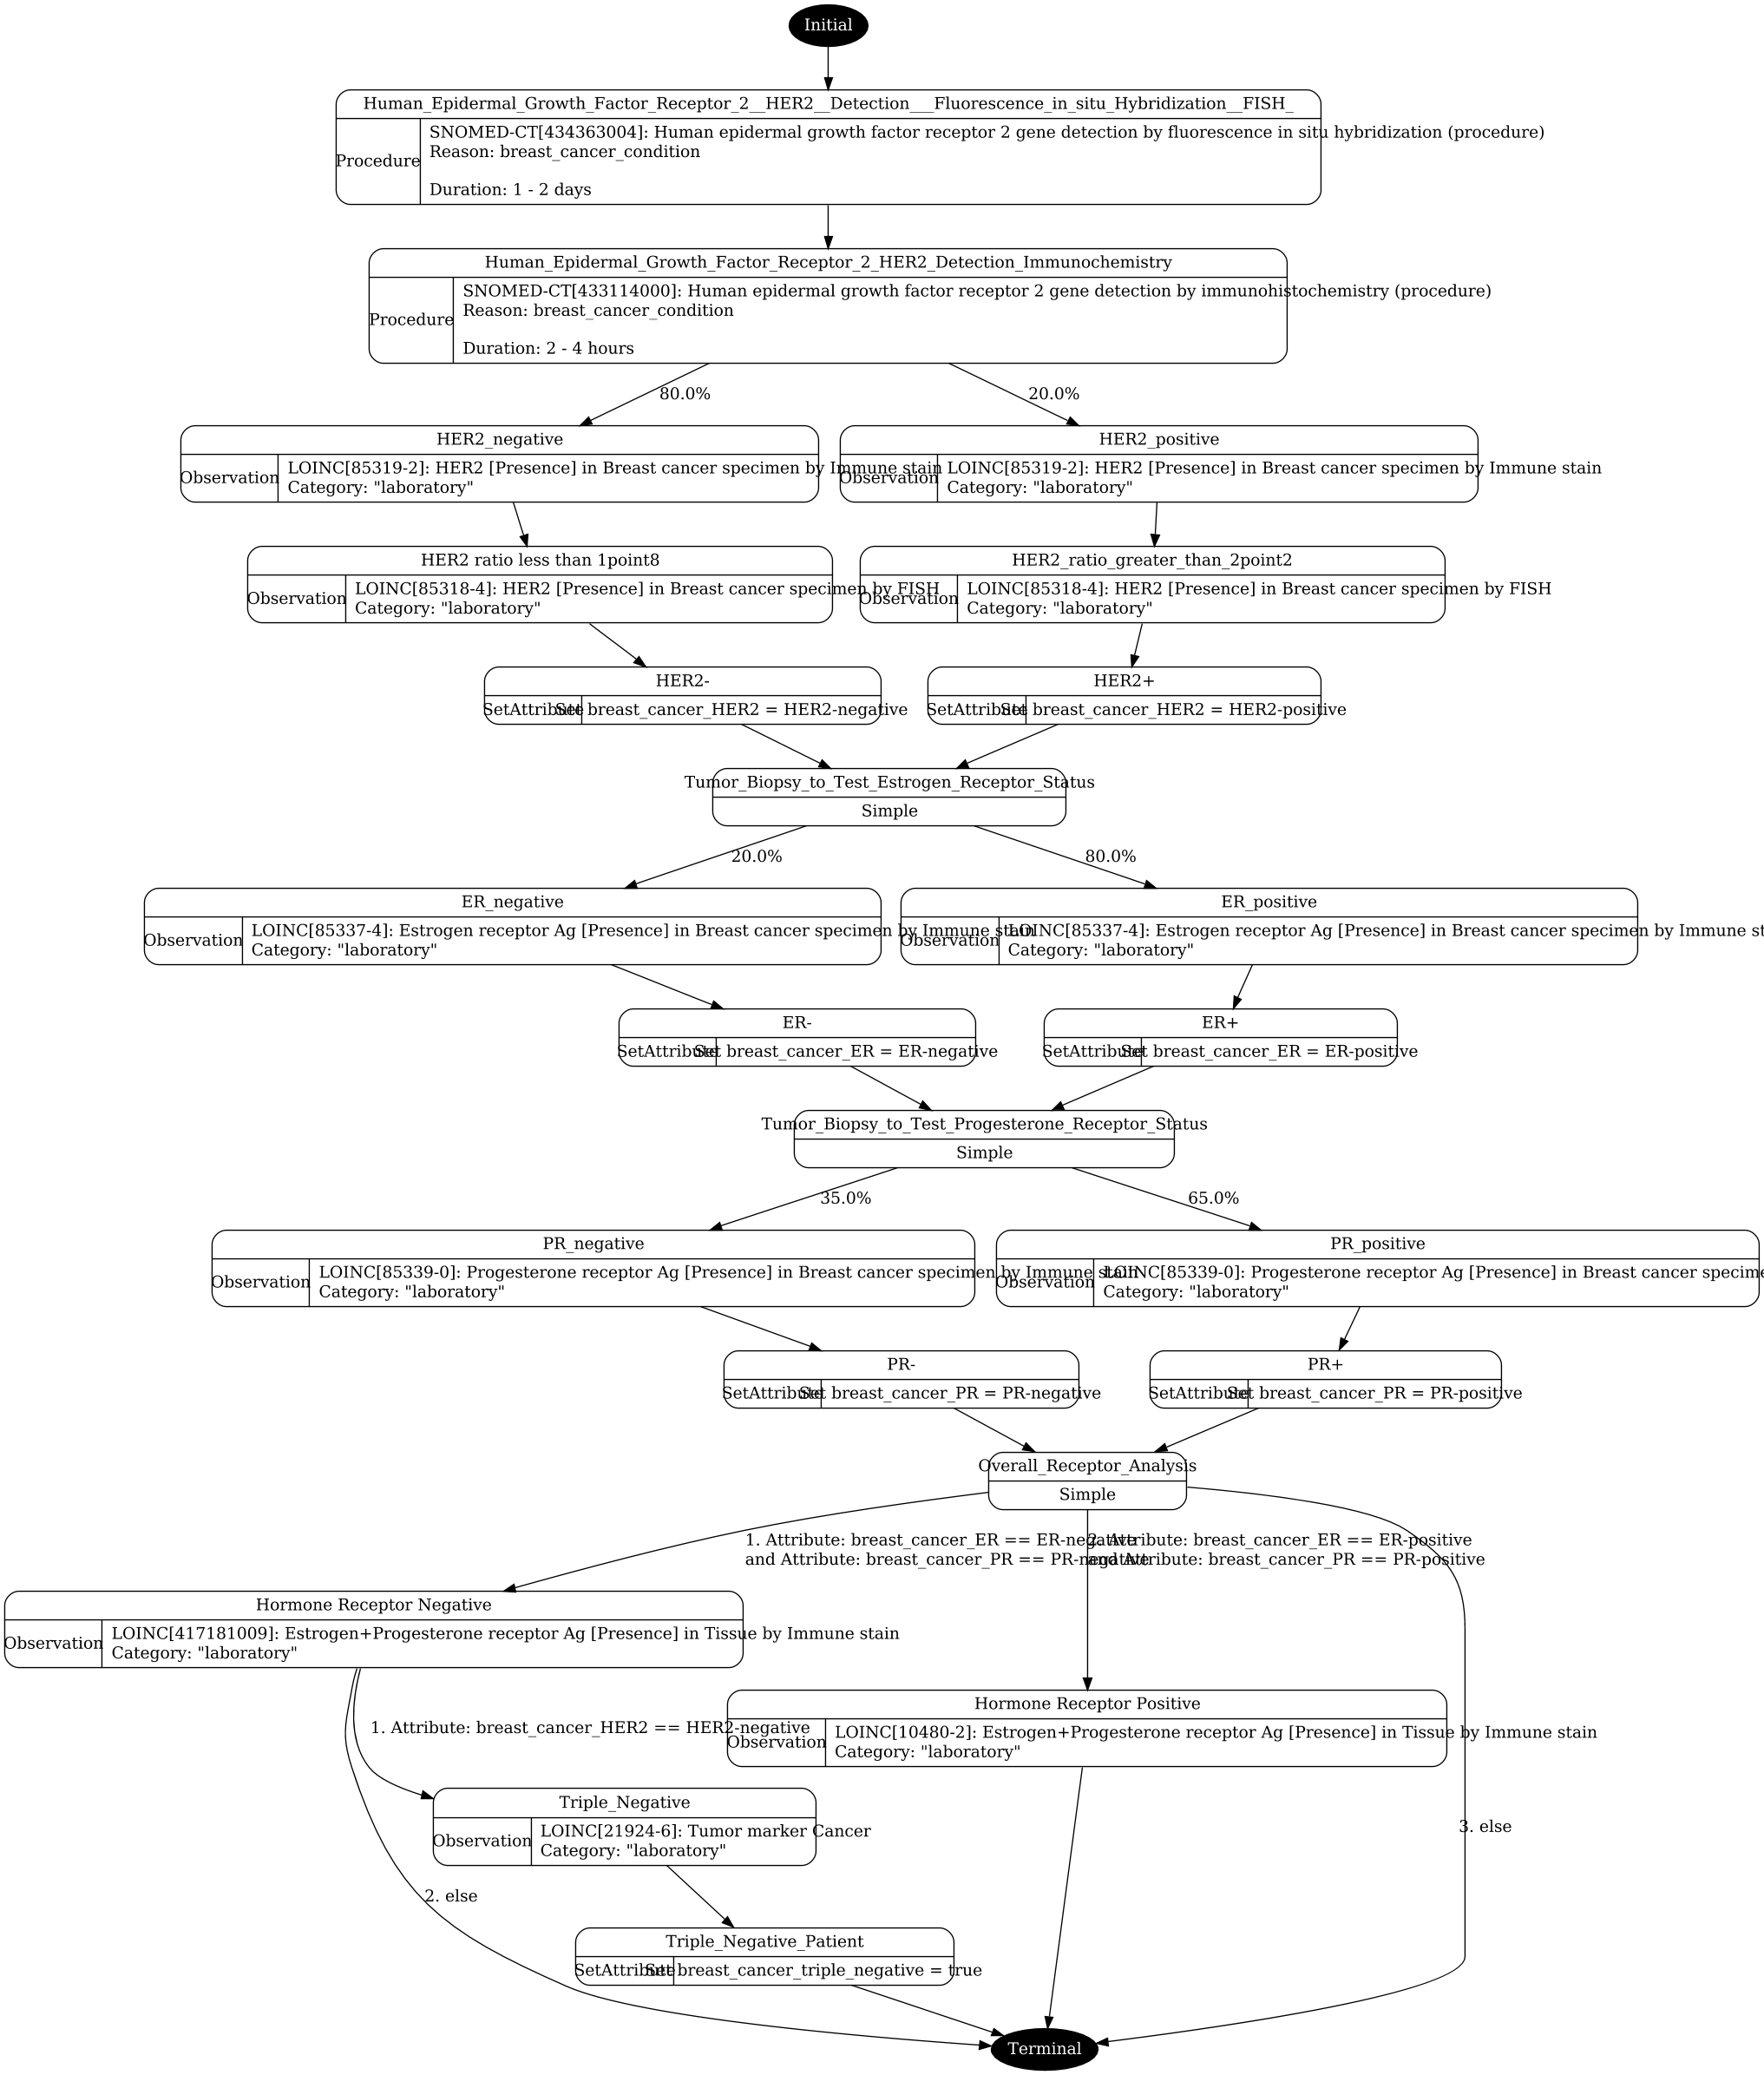 Initial
Human_Epidermal_Growth_Factor_Receptor_2__HER2__Detection___Fluorescence_in_situ_Hybridization__FISH_
Procedure
SNOMED-CT[434363004]: Human epidermal growth factor receptor 2 gene detection by fluorescence in situ hybridization (procedure)
Reason: breast_cancer_condition
Duration: 1 - 2 days
Human_Epidermal_Growth_Factor_Receptor_2_HER2_Detection_Immunochemistry
Procedure
SNOMED-CT[433114000]: Human epidermal growth factor receptor 2 gene detection by immunohistochemistry (procedure)
Reason: breast_cancer_condition
Duration: 2 - 4 hours
80.0%
20.0%
HER2_negative
Observation
LOINC[85319-2]: HER2 [Presence] in Breast cancer specimen by Immune stain
Category: "laboratory"
HER2_positive
Observation
LOINC[85319-2]: HER2 [Presence] in Breast cancer specimen by Immune stain
Category: "laboratory"
HER2 ratio less than 1point8
Observation
LOINC[85318-4]: HER2 [Presence] in Breast cancer specimen by FISH
Category: "laboratory"
HER2_ratio_greater_than_2point2
Observation
LOINC[85318-4]: HER2 [Presence] in Breast cancer specimen by FISH
Category: "laboratory"
HER2-
SetAttribute
Set breast_cancer_HER2 = HER2-negative
HER2+
SetAttribute
Set breast_cancer_HER2 = HER2-positive
Tumor_Biopsy_to_Test_Estrogen_Receptor_Status
Simple
20.0%
80.0%
ER_negative
Observation
LOINC[85337-4]: Estrogen receptor Ag [Presence] in Breast cancer specimen by Immune stain
Category: "laboratory"
ER_positive
Observation
LOINC[85337-4]: Estrogen receptor Ag [Presence] in Breast cancer specimen by Immune st
Category: "laboratory"
ER-
SetAttribute
Set breast_cancer_ER = ER-negative
ER+
SetAttribute
Set breast_cancer_ER = ER-positive
Tumor_Biopsy_to_Test_Progesterone_Receptor_Status
Simple
35.0%
65.0%
PR_negative
Observation
LOINC[85339-0]: Progesterone receptor Ag [Presence] in Breast cancer specimen by Immune stain
Category: "laboratory"
PR_positive
Observation
LOINC[85339-0]: Progesterone receptor Ag [Presence] in Breast cancer specime
Category: "laboratory"
PR-
SetAttribute
Set breast_cancer_PR = PR-negative
PR+
SetAttribute
Set breast_cancer_PR = PR-positive
Overall_Receptor_Analysis
Simple
1. Attribute: breast_cancer_ER == ER-negative
and Attribute: breast_cancer_PR == PR-negative
2. Attribute: breast_cancer_ER == ER-positive
and Attribute: breast_cancer_PR == PR-positive
Hormone Receptor Negative
Observation
LOINC[417181009]: Estrogen+Progesterone receptor Ag [Presence] in Tissue by Immune stain
Category: "laboratory"
1. Attribute: breast_cancer_HER2 == HER2-negative
Hormone Receptor Positive
Observation
LOINC[10480-2]: Estrogen+Progesterone receptor Ag [Presence] in Tissue by Immune stain
Category: "laboratory"
Triple_Negative
Observation
LOINC[21924-6]: Tumor marker Cancer
Category: "laboratory"
3. else
2. else
Triple_Negative_Patient
SetAttribute
Set breast_cancer_triple_negative = true
Terminal